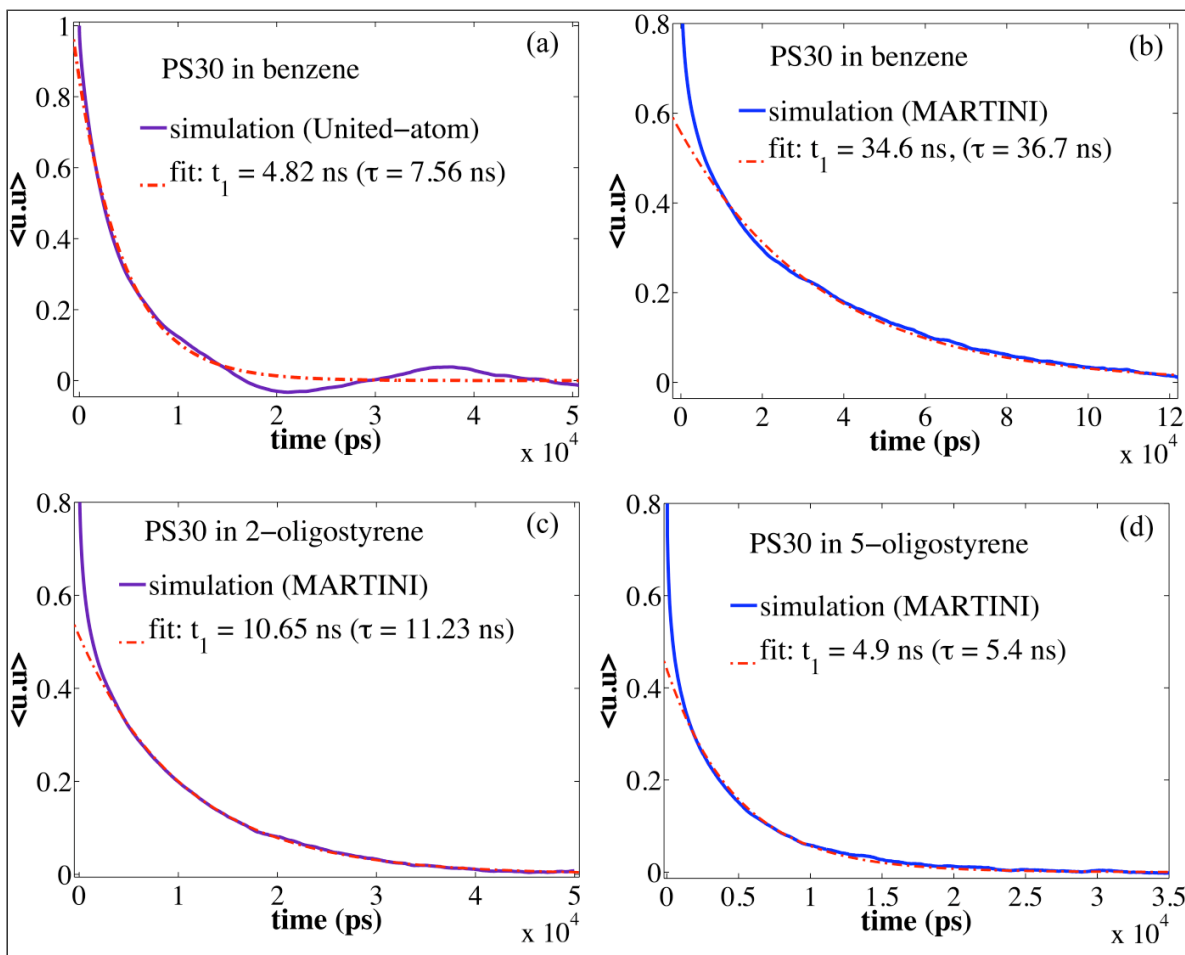 (a)
PS30 in benzene
simulation (United-atom)
fit: t1 = 4.82 ns (τ = 7.56 ns)
<u.u>
1
0.8
0.6
0.4
0.2
0
0 1 2 3 4 5
time (ps)
x 10^4
(b)
PS30 in benzene
simulation (MARTINI)
fit: t1 = 34.6 ns, (τ = 36.7 ns)
<u.u>
0.8
0.6
0.4
0.2
0
0 2 4 6 8 10 12
time (ps)
x 10^4
(c)
PS30 in 2-oligostyrene
simulation (MARTINI)
fit: t1 = 10.65 ns (τ = 11.23 ns)
<u.u>
0.8
0.6
0.4
0.2
0
0 1 2 3 4 5
time (ps)
x 10^4
(d)
PS30 in 5-oligostyrene
simulation (MARTINI)
fit: t1 = 4.9 ns (τ = 5.4 ns)
<u.u>
0.8
0.6
0.4
0.2
0
0 0.5 1 1.5 2 2.5 3 3.5
time (ps)
x 10^4